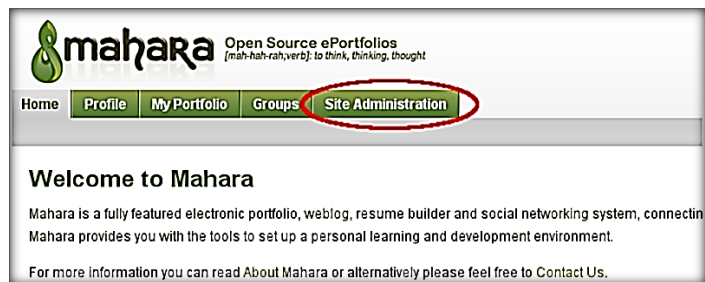 mahara Open Source ePortfolios
[mah-hah-rah;verb]: to think, thinking, thought
Home Profile My Portfolio Groups Site Administration
Welcome to Mahara
Mahara is a fully featured electronic portfolio, weblog, resume builder and social networking system, connectin
Mahara provides you with the tools to set up a personal learning and development environment.
For more information you can read About Mahara or alternatively please feel free to Contact Us.